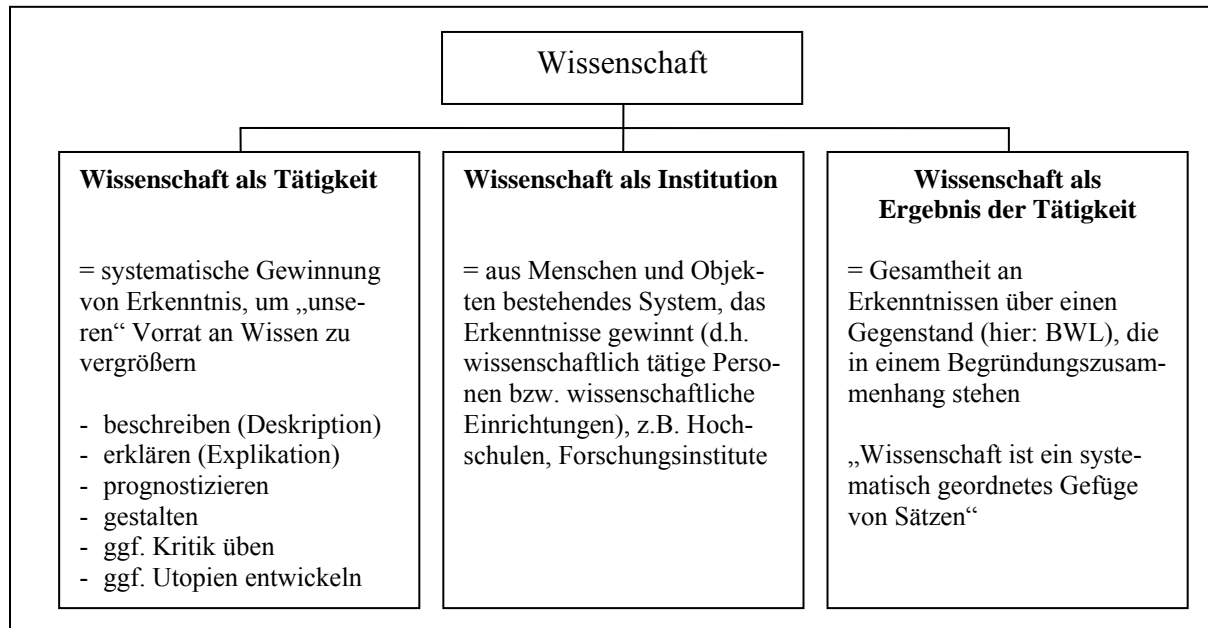 Wissenschaft
Wissenschaft als Tätigkeit
= systematische Gewinnung
von Erkenntnis, um „unse-
ren“ Vorrat an Wissen zu
vergrößern
- beschreiben (Deskription)
- erklären (Explikation)
- prognostizieren
- gestalten
- ggf. Kritik üben
- ggf. Utopien entwickeln
Wissenschaft als Institution
= aus Menschen und Objek-
ten bestehendes System, das
Erkenntnisse gewinnt (d.h.
wissenschaftlich tätige Perso-
nen bzw. wissenschaftliche
Einrichtungen), z.B. Hoch-
schulen, Forschungsinstitute
Wissenschaft als
Ergebnis der Tätigkeit
= Gesamtheit an
Erkenntnissen über einen
Gegenstand (hier: BWL), die
in einem Begründungszusam-
menhang stehen
„Wissenschaft ist ein syste-
matisch geordnetes Gefüge
von Sätzen“